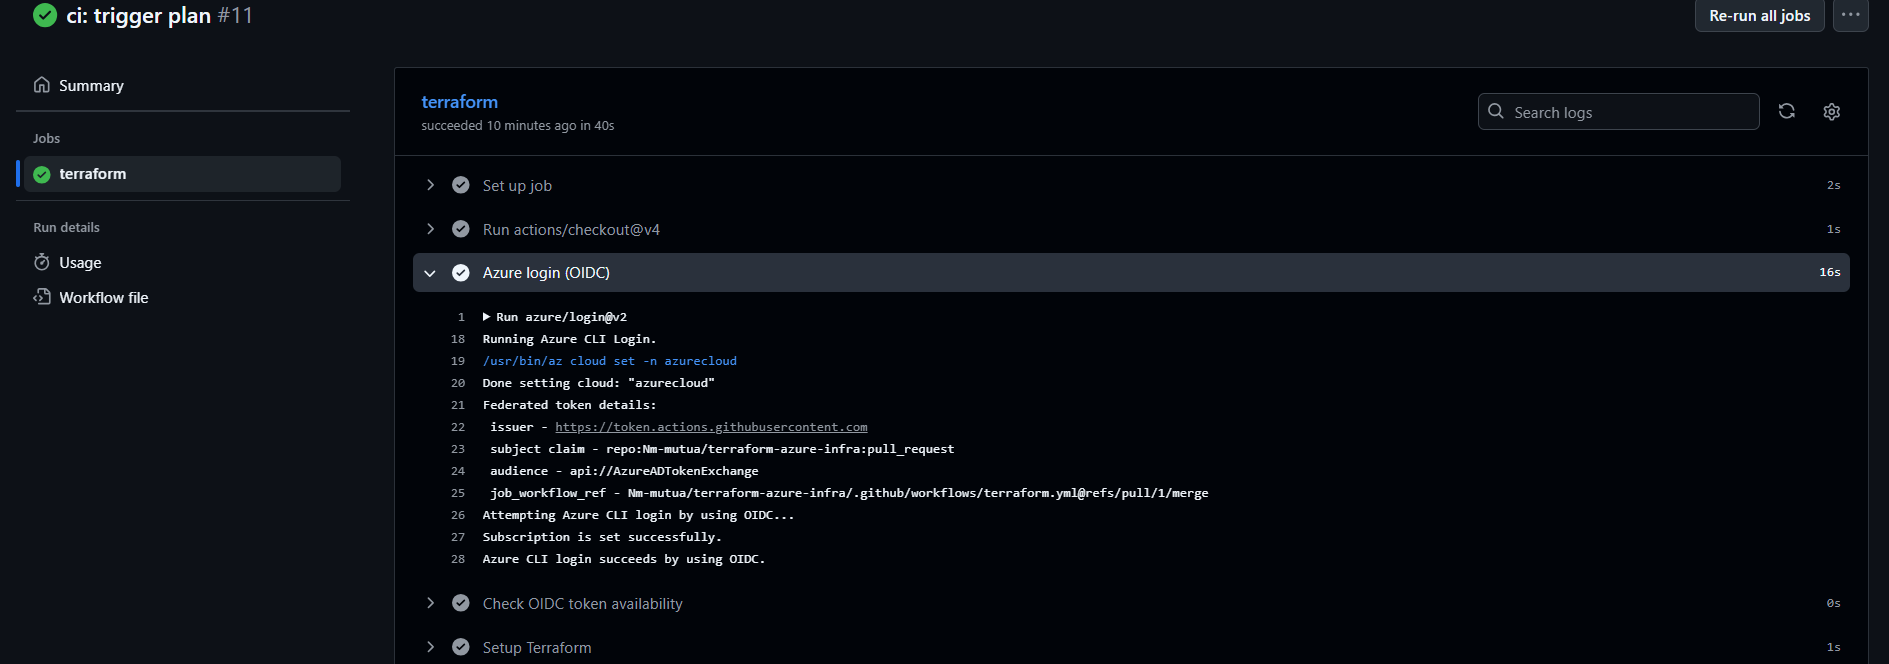 ci: trigger plan #11
Re-run all jobs
Summary
Jobs
terraform
Run details
Usage
Workflow file
terraform
succeeded 10 minutes ago in 40s
Search logs
Set up job 2s
Run actions/checkout@v4 1s
Azure login (OIDC) 16s
1 Run azure/login@v2
18 Running Azure CLI Login.
19 /usr/bin/az cloud set -n azurecloud
20 Done setting cloud: "azurecloud"
21 Federated token details:
22 issuer - https://token.actions.githubusercontent.com
23 subject claim - repo:Nm-mutua/terraform-azure-infra:pull_request
24 audience - api://AzureADTokenExchange
25 job_workflow_ref - Nm-mutua/terraform-azure-infra/.github/workflows/terraform.yml@refs/pull/1/merge
26 Attempting Azure CLI login by using OIDC...
27 Subscription is set successfully.
28 Azure CLI login succeeds by using OIDC.
Check OIDC token availability 0s
Setup Terraform 1s